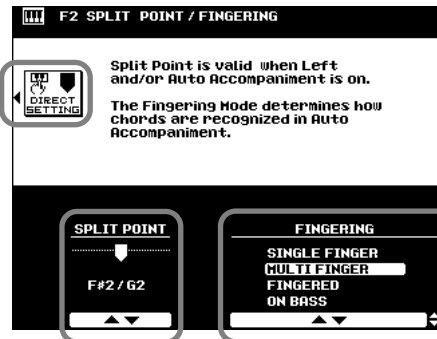 F2 SPLIT POINT / FINGERING
Split Point is valid when Left
and/or Auto Accompaniment is on.
DIRECT
SETTING
The Fingering Mode determines how
chords are recognized in Auto
Accompaniment.
SPLIT POINT
F#2/G2
FINGERING
SINGLE FINGER
MULTI FINGER
FINGERED
ON BASS